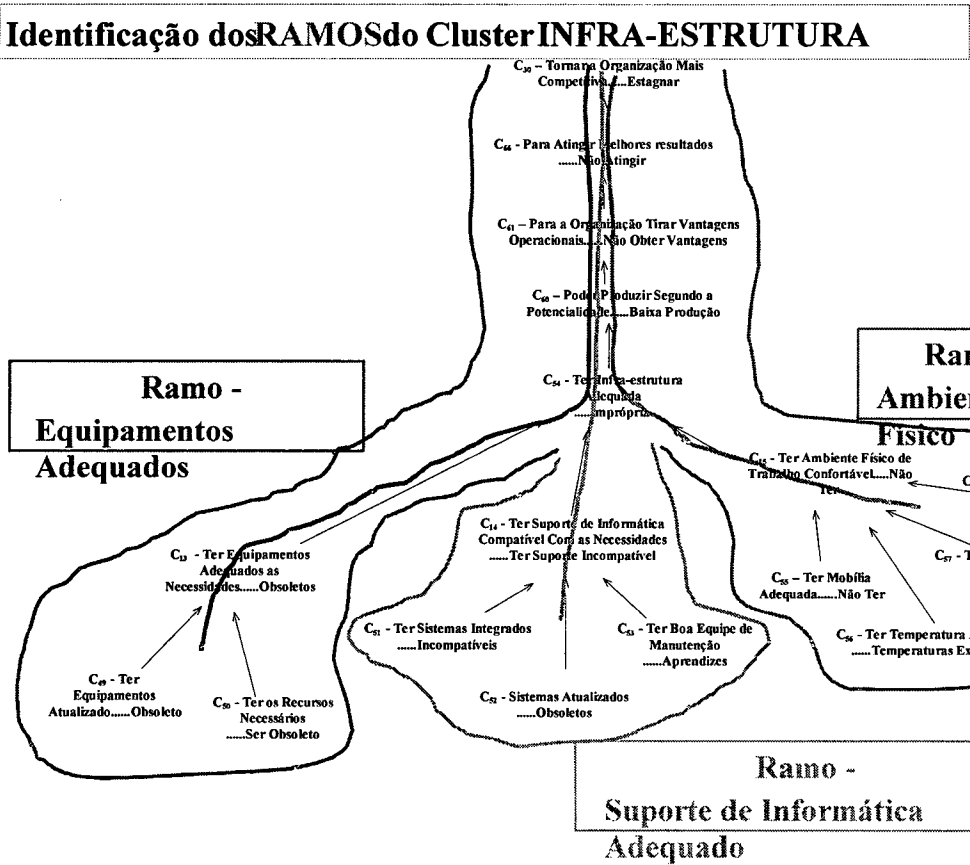 Identificação dos RAMOS do Cluster INFRA-ESTRUTURA
C₃₀ – Tornar a Organização Mais
Competitiva......Estagnar
C₆₆ - Para Atingir Melhores resultados
......Não Atingir
C₆₁ – Para a Organização Tirar Vantagens
Operacionais......Não Obter Vantagens
C₆₀ – Poder Produzir Segundo a
Potencialidade......Baixa Produção
C₅₄ - Ter Infra-estrutura
Adequada
......Imprópria
Ramo -
Equipamentos
Adequados
Físico
C₁₅ - Ter Ambiente Físico de
Trabalho Confortável.....Não
Ter
C₁₃ - Ter Equipamentos
Adequados as
Necessidades......Obsoletos
C₁₄ - Ter Suporte de Informática
Compatível Com as Necessidades
......Ter Suporte Incompatível
C₅₇ - T
C₅₅ – Ter Mobília
Adequada......Não Ter
C₅₆ – Ter Temperatura
......Temperaturas Ex
C₅₁ - Ter Sistemas Integrados
......Incompatíveis
C₅₃ - Ter Boa Equipe de
Manutenção
......Aprendizes
C₄₉ - Ter
Equipamentos
Atualizado......Obsoleto
C₅₀ - Ter os Recursos
Necessários
......Ser Obsoleto
C₅₂ - Sistemas Atualizados
......Obsoletos
Ramo -
Suporte de Informática
Adequado